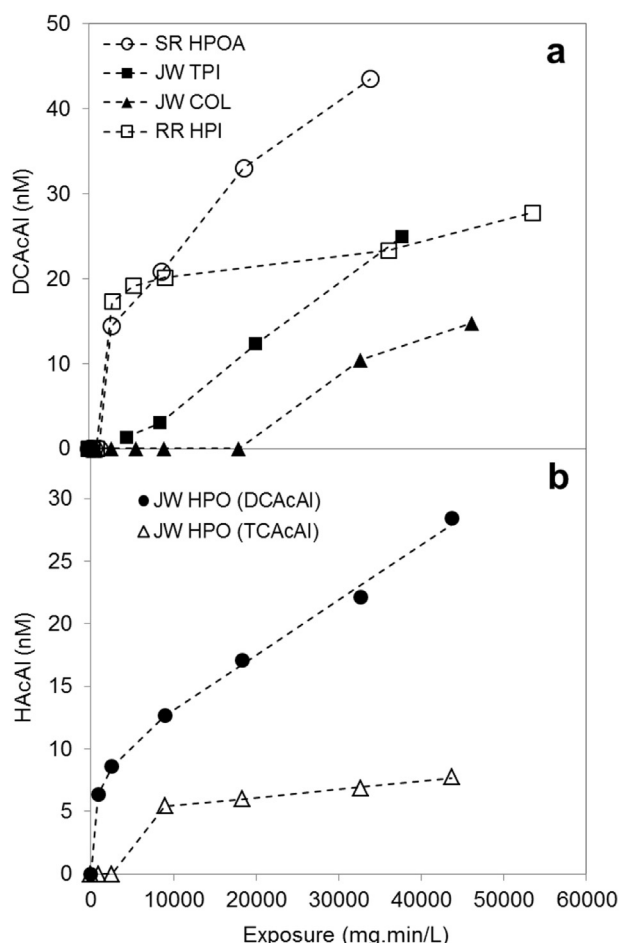 a
SR HPOA
JW TPI
JW COL
RR HPI
DCAcAl (nM)
50
40
30
20
10
0
b
JW HPO (DCAcAl)
JW HPO (TCAcAl)
HAcAl (nM)
30
25
20
15
10
5
0
0 10000 20000 30000 40000 50000 60000
Exposure (mg.min/L)